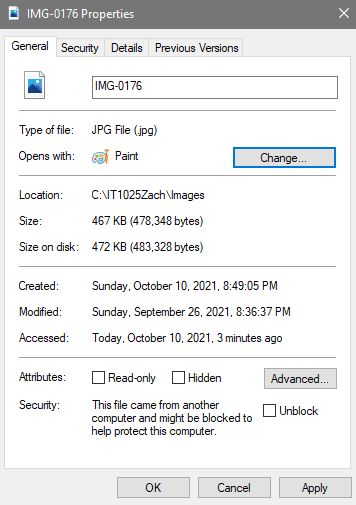 IMG-0176 Properties
General Security Details Previous Versions
IMG-0176
Type of file: JPG File (.jpg)
Opens with: Paint Change...
Location: C:\IT1025Zach\Images
Size: 467 KB (478,348 bytes)
Size on disk: 472 KB (483,328 bytes)
Created: Sunday, October 10, 2021, 8:49:05 PM
Modified: Sunday, September 26, 2021, 8:36:37 PM
Accessed: Today, October 10, 2021, 3 minutes ago
Attributes: Read-only Hidden Advanced...
Security: This file came from another
computer and might be blocked to
help protect this computer.
Unblock
OK Cancel Apply